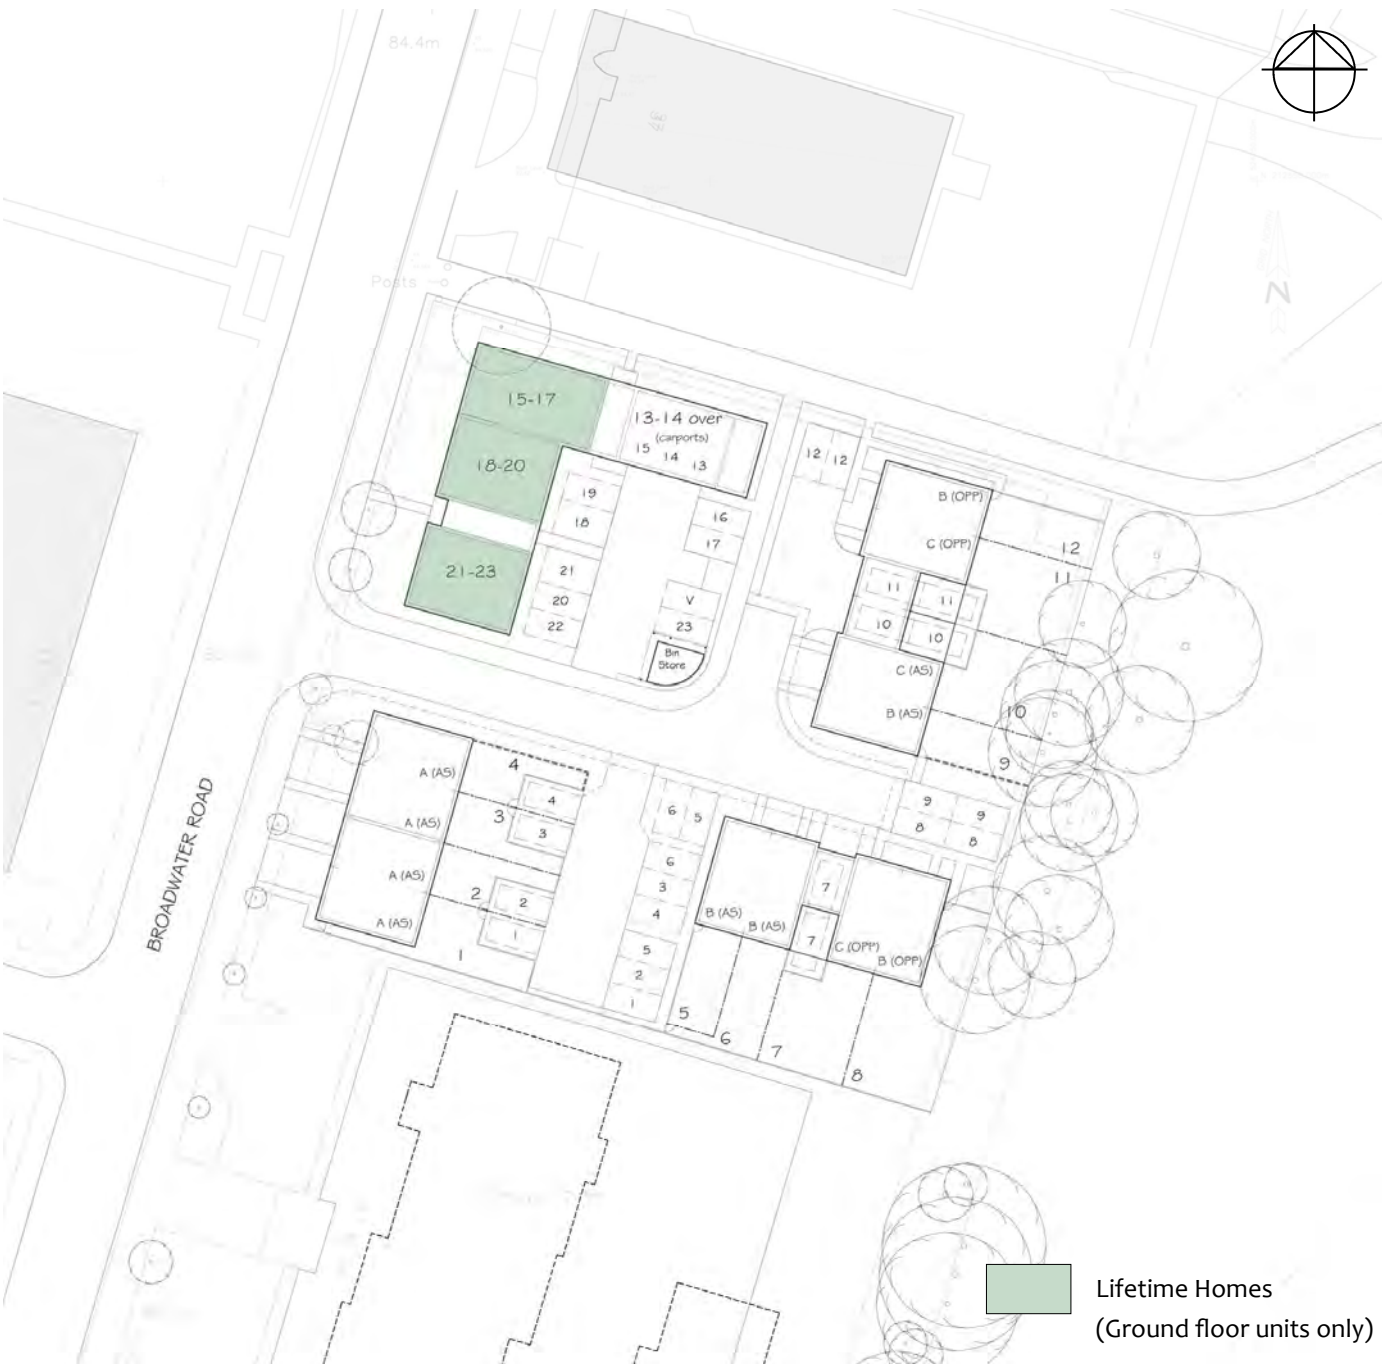 84.4m
Posts
N
15-17
13-14 over
(carports)
15
14
13
18-20
19
18
16
17
12
12
B (OPP)
C (OPP)
12
11
21-23
21
20
22
V
23
Bin
Store
11
11
10
10
C (AS)
B (AS)
10
9
BROADWATER ROAD
A (AS)
A (AS)
A (AS)
A (AS)
4
4
3
3
2
2
1
1
6
5
6
3
4
5
2
1
9
9
8
8
7
7
B (AS)
B (AS)
C (OPP)
B (OPP)
5
6
7
8
Lifetime Homes
(Ground floor units only)